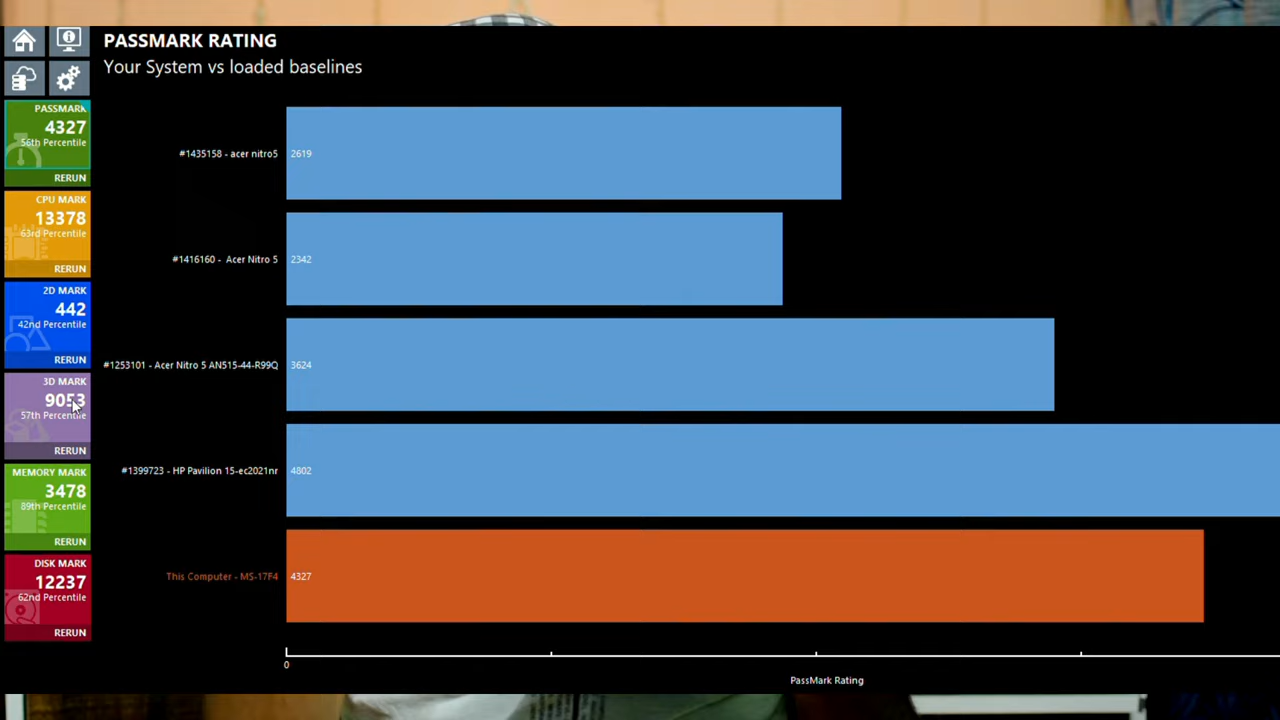 PASSMARK RATING
Your System vs loaded baselines
PASSMARK
4327
56th Percentile
RERUN
CPU MARK
13378
63rd Percentile
RERUN
2D MARK
442
42nd Percentile
RERUN
3D MARK
9053
57th Percentile
RERUN
MEMORY MARK
3478
89th Percentile
RERUN
DISK MARK
12237
62nd Percentile
RERUN
#1435158 - acer nitro5
2619
#1416160 - Acer Nitro 5
2342
#1253101 - Acer Nitro 5 AN515-44-R99Q
3624
#1399723 - HP Pavilion 15-ec2021nr
4802
This Computer - MS-17F4
4327
0
PassMark Rating